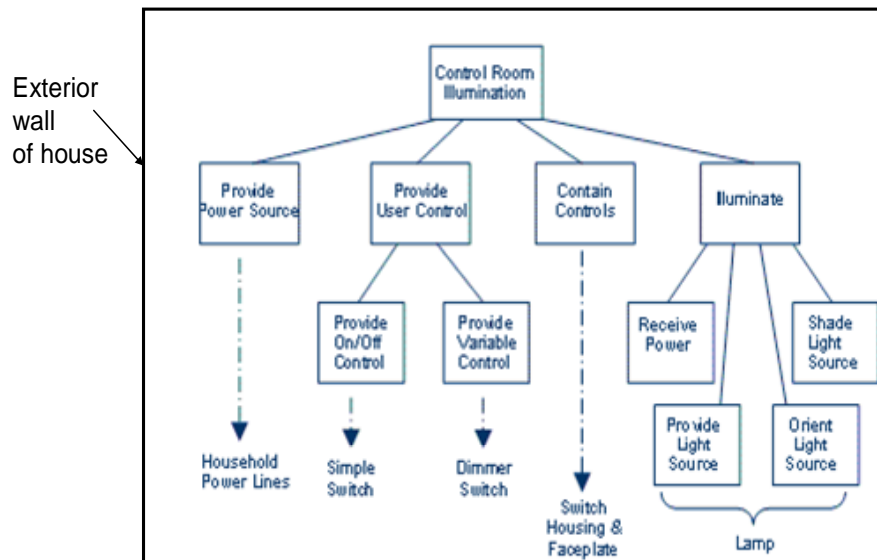 Exterior
wall
of house
Control Room
Illumination
Provide
Power Source
Provide
User Control
Contain
Controls
Illuminate
Provide
On/Off
Control
Provide
Variable
Control
Receive
Power
Shade
Light
Source
Provide
Light
Source
Orient
Light
Source
Household
Power Lines
Simple
Switch
Dimmer
Switch
Switch
Housing &
Faceplate
Lamp